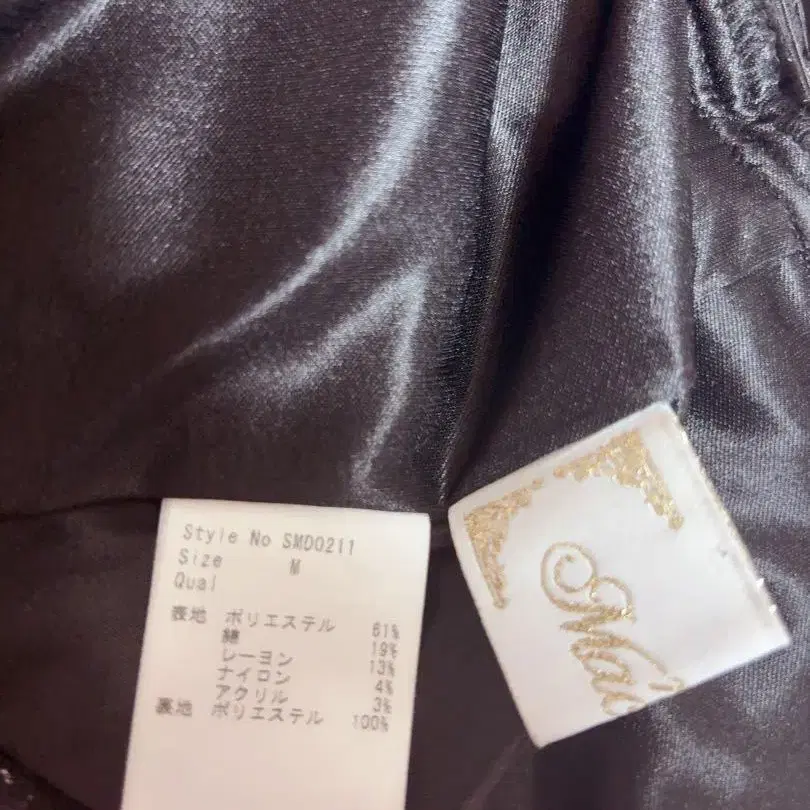 Style No SMD0211
Size M
Qual
表地 ポリエステル 61%
綿 19%
レーヨン 13%
ナイロン 4%
アクリル 3%
裏地 ポリエステル 100%